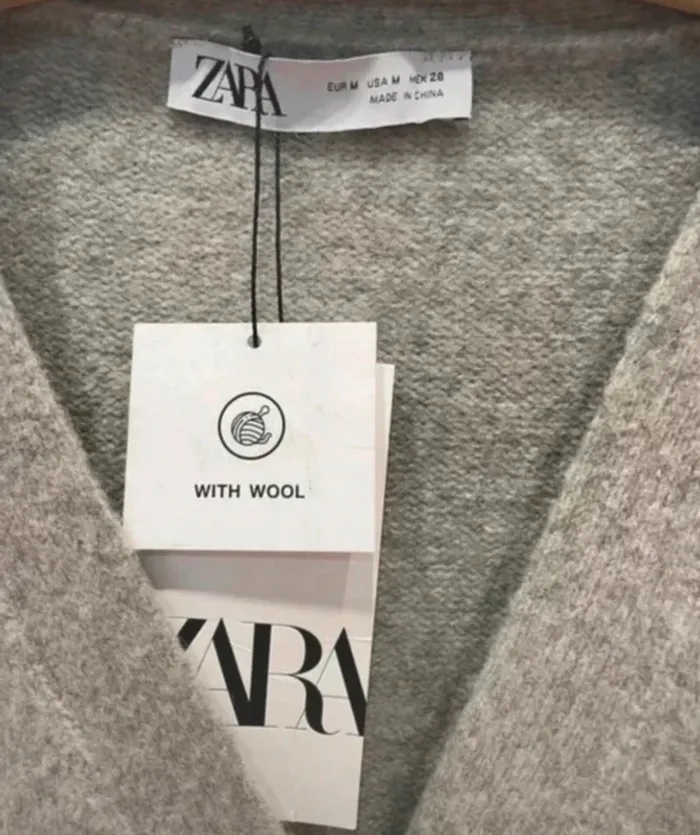 ZARA
EUR M USA M MEX 28
MADE IN CHINA
WITH WOOL
ZARA